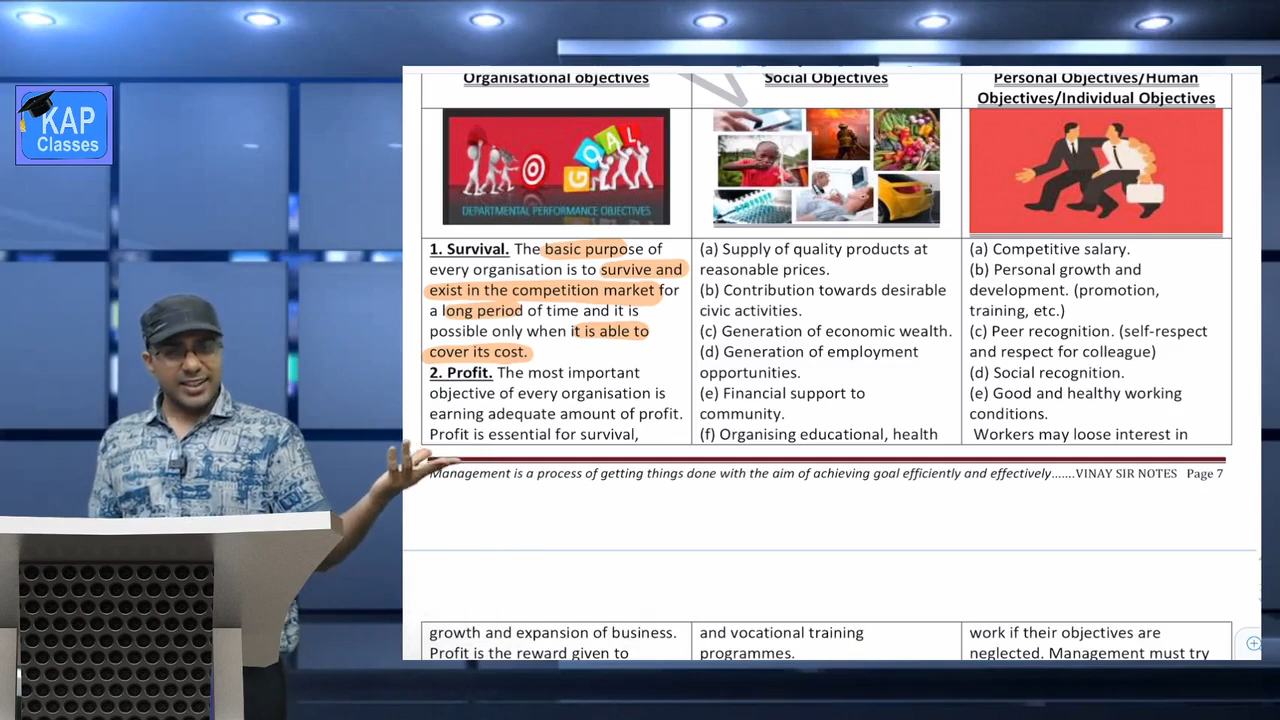 KAP
Classes
Organisational objectives
Social Objectives
Personal Objectives/Human
Objectives/Individual Objectives
GOAL
DEPARTMENTAL PERFORMANCE OBJECTIVES
1. Survival. The basic purpose of
every organisation is to survive and
exist in the competition market for
a long period of time and it is
possible only when it is able to
cover its cost.
2. Profit. The most important
objective of every organisation is
earning adequate amount of profit.
Profit is essential for survival,
(a) Supply of quality products at
reasonable prices.
(b) Contribution towards desirable
civic activities.
(c) Generation of economic wealth.
(d) Generation of employment
opportunities.
(e) Financial support to
community.
(f) Organising educational, health
(a) Competitive salary.
(b) Personal growth and
development. (promotion,
training, etc.)
(c) Peer recognition. (self-respect
and respect for colleague)
(d) Social recognition.
(e) Good and healthy working
conditions.
Workers may loose interest in
Management is a process of getting things done with the aim of achieving goal efficiently and effectively.......VINAY SIR NOTES Page 7
growth and expansion of business.
Profit is the reward given to
and vocational training
programmes.
work if their objectives are
neglected. Management must try